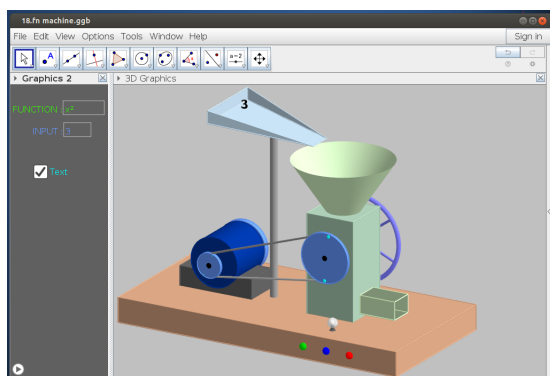 18.fn machine.ggb
File Edit View Options Tools Window Help
Sign in
A
a=2
Graphics 2
3D Graphics
FUNCTION : x²
INPUT : 3
Text
3